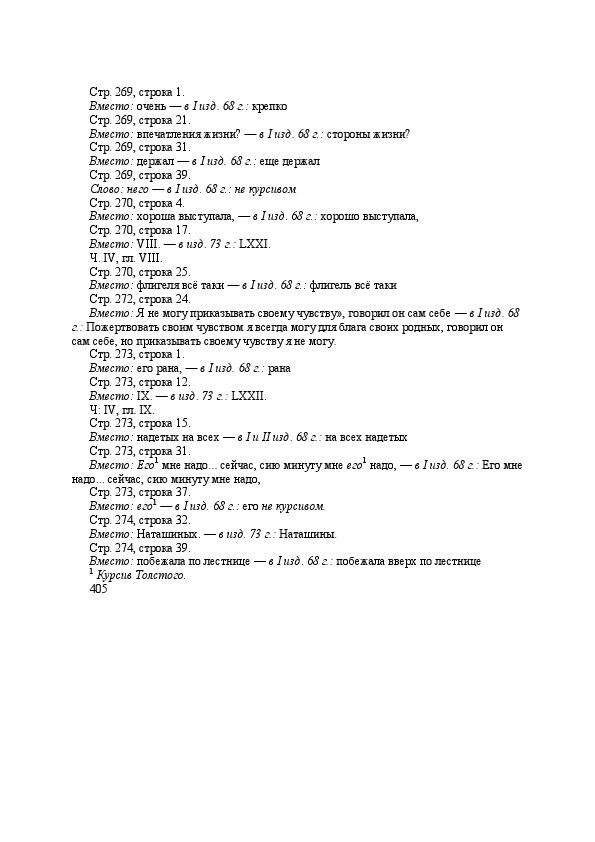 Стр. 269, строка 1.
Вместо: очень — в I изд. 68 г.: крепко
Стр. 269, строка 21.
Вместо: впечатления жизни? — в I изд. 68 г.: стороны жизни?
Стр. 269, строка 31.
Вместо: держал — в I изд. 68 г.: еще держал
Стр. 269, строка 39.
Слово: него — в I изд. 68 г.: не курсивом
Стр. 270, строка 4.
Вместо: хороша выступала, — в I изд. 68 г.: хорошо выступала,
Стр. 270, строка 17.
Вместо: VIII. — в изд. 73 г.: LXXI.
Ч. IV, гл. VIII.
Стр. 270, строка 25.
Вместо: флигеля всё таки — в I изд. 68 г.: флигель всё таки
Стр. 272, строка 24.
Вместо: Я не могу приказывать своему чувству», говорил он сам себе — в I изд. 68
г.: Пожертвовать своим чувством я всегда могу для блага своих родных, говорил он
сам себе, но приказывать своему чувству я не могу.
Стр. 273, строка 1.
Вместо: его рана, — в I изд. 68 г.: рана
Стр. 273, строка 12.
Вместо: IX. — в изд. 73 г.: LXXII.
Ч: IV, гл. IX.
Стр. 273, строка 15.
Вместо: надетых на всех — в I и II изд. 68 г.: на всех надетых
Стр. 273, строка 31.
Вместо: Его¹ мне надо... сейчас, сию минуту мне его¹ надо, — в I изд. 68 г.: Его мне
надо... сейчас, сию минуту мне надо,
Стр. 273, строка 37.
Вместо: его¹ — в I изд. 68 г.: его не курсивом.
Стр. 274, строка 32.
Вместо: Наташиных. — в изд. 73 г.: Наташины.
Стр. 274, строка 39.
Вместо: побежала по лестнице — в I изд. 68 г.: побежала вверх по лестнице
¹ Курсив Толстого.
405